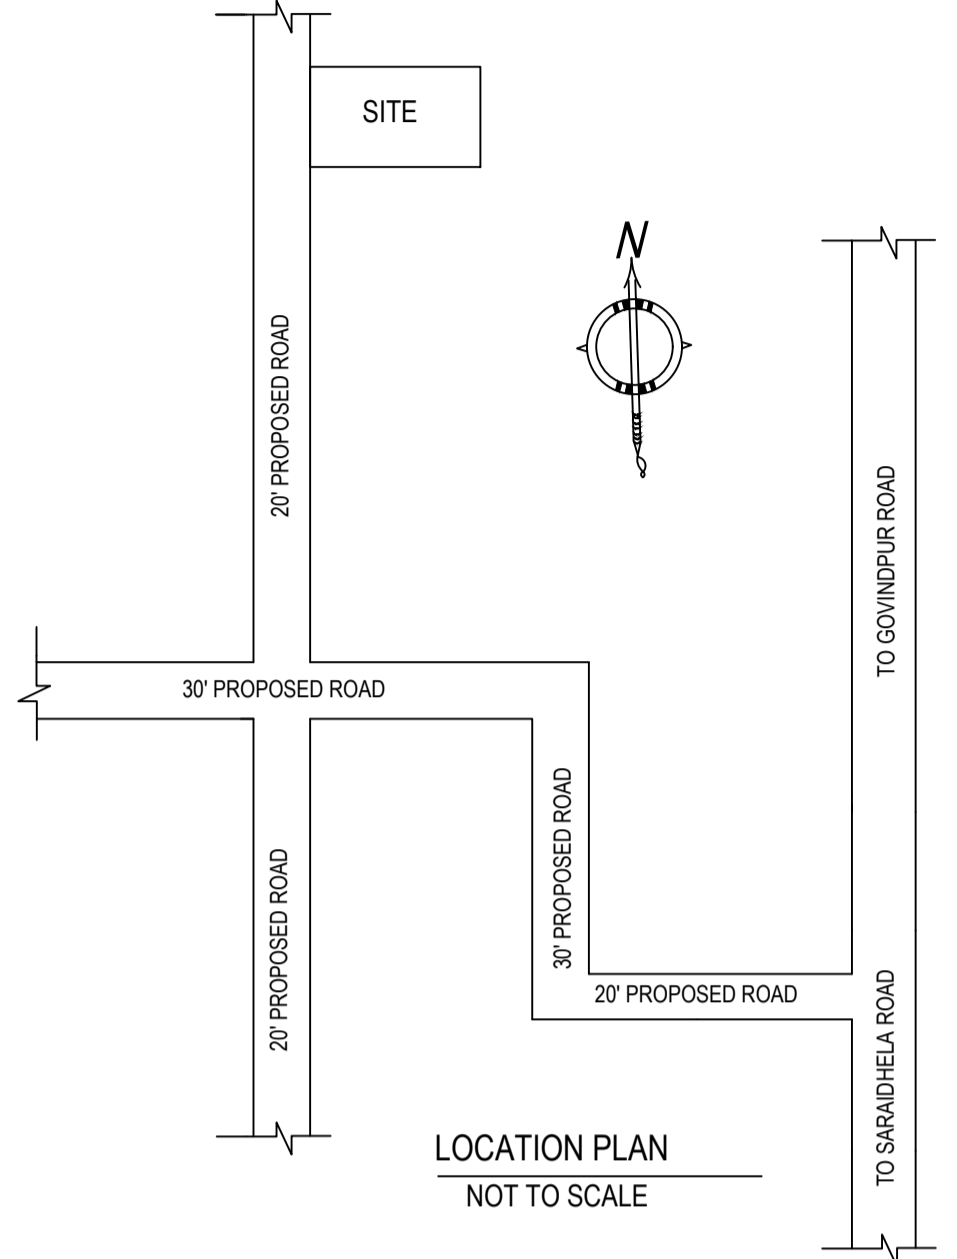 SITE
N
20' PROPOSED ROAD
TO GOVINDPUR ROAD
30' PROPOSED ROAD
30' PROPOSED ROAD
20' PROPOSED ROAD
20' PROPOSED ROAD
TO SARAIDHELA ROAD
LOCATION PLAN
NOT TO SCALE